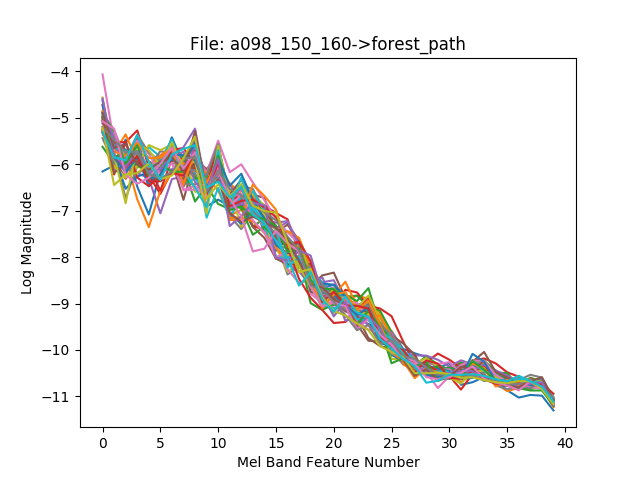 File: a098_150_160->forest_path
−4
−5
−6
−7
−8
−9
−10
−11
Log Magnitude
0 5 10 15 20 25 30 35 40
Mel Band Feature Number